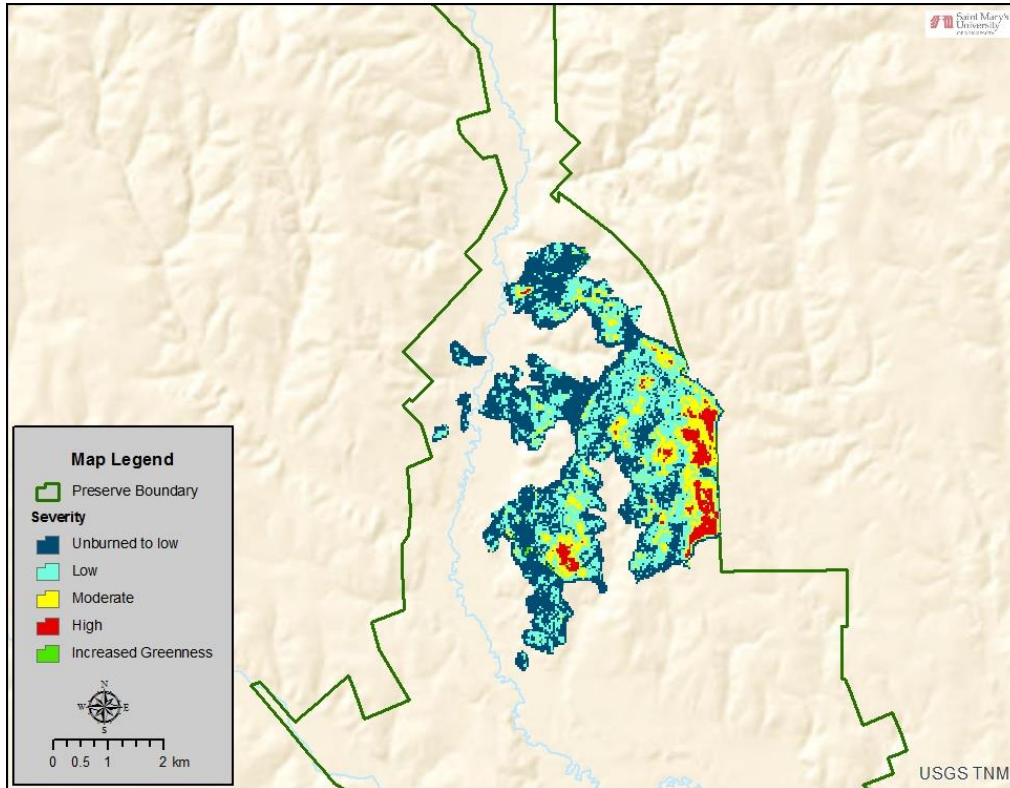 Saint Mary's
University
Map Legend
Preserve Boundary
Severity
Unburned to low
Low
Moderate
High
Increased Greenness
N
W E
S
0 0.5 1 2 km
USGS TNM